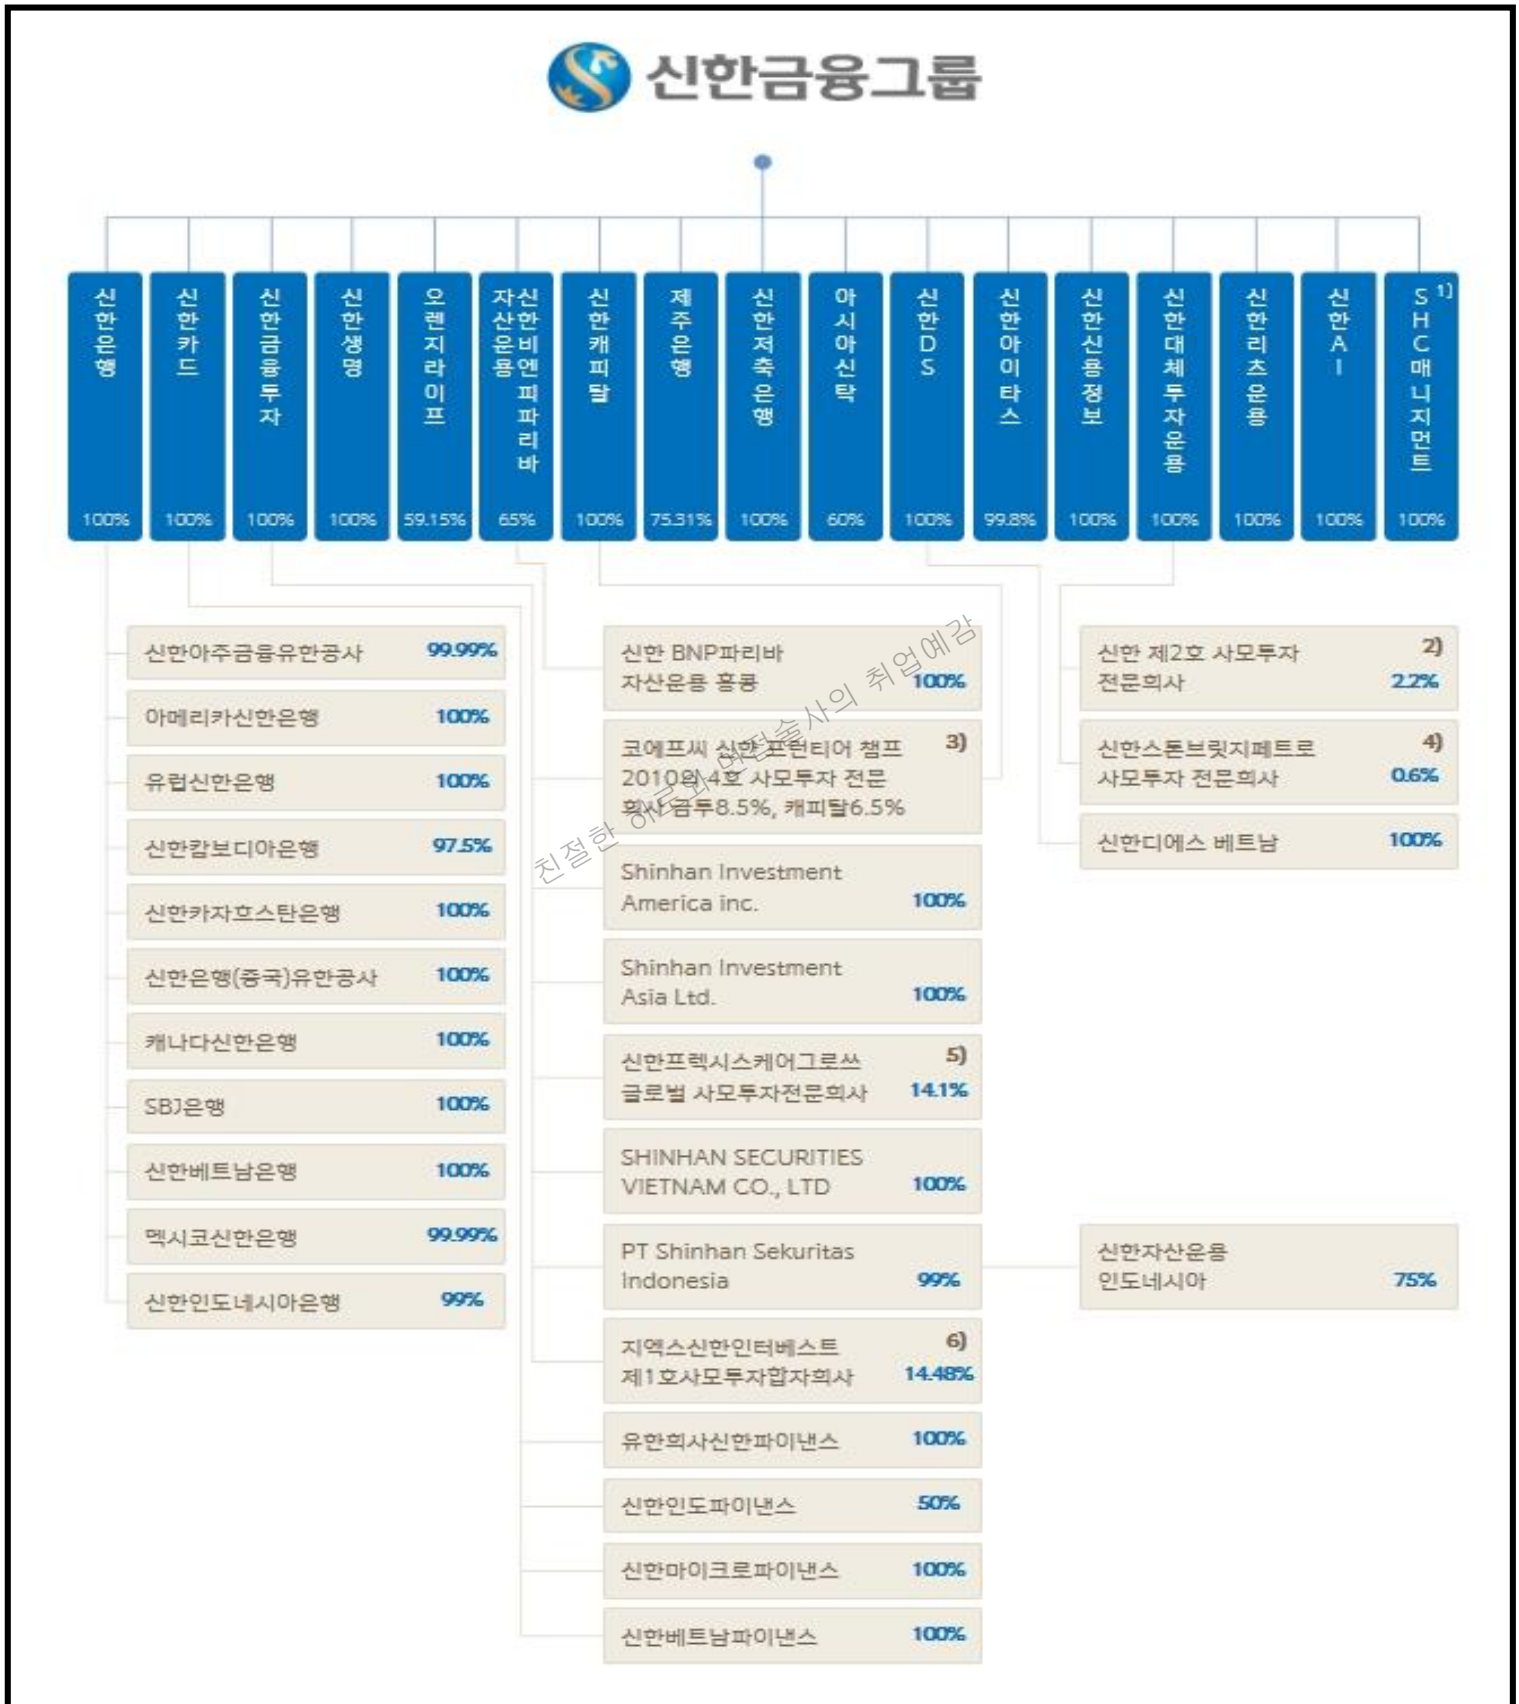 신한금융그룹
신한은행
100%
신한카드
100%
신한금융투자
100%
신한생명
100%
오렌지라이프
59.15%
신한비엔피파리바
자산운용
65%
신한캐피탈
100%
제주은행
75.31%
신한저축은행
100%
아시아신탁
60%
신한DS
100%
신한아이타스
99.8%
신한신용정보
100%
신한대체투자운용
100%
신한리츠운용
100%
신한AI
100%
SHC매니지먼트 1)
100%
신한아주금융유한공사 99.99%
아메리카신한은행 100%
유럽신한은행 100%
신한캄보디아은행 97.5%
신한카자흐스탄은행 100%
신한은행(중국)유한공사 100%
캐나다신한은행 100%
SBJ은행 100%
신한베트남은행 100%
멕시코신한은행 99.99%
신한인도네시아은행 99%
신한 BNP파리바
자산운용 홍콩 100%
코에프씨 신한 프런티어 챔프 3)
2010의 4호 사모투자 전문
회사 금투8.5%, 캐피탈6.5%
Shinhan Investment
America inc. 100%
Shinhan Investment
Asia Ltd. 100%
신한프렉시스케어그로쓰 5)
글로벌 사모투자전문회사 14.1%
SHINHAN SECURITIES
VIETNAM CO., LTD 100%
PT Shinhan Sekuritas
Indonesia 99%
지엑스신한인터베스트 6)
제1호사모투자합자회사 14.48%
유한회사신한파이낸스 100%
신한인도파이낸스 50%
신한마이크로파이낸스 100%
신한베트남파이낸스 100%
신한 제2호 사모투자 2)
전문회사 2.2%
신한스톤브릿지페트로 4)
사모투자 전문회사 0.6%
신한디에스 베트남 100%
신한자산운용
인도네시아 75%
친절한 하로와 면접술사의 취업예감